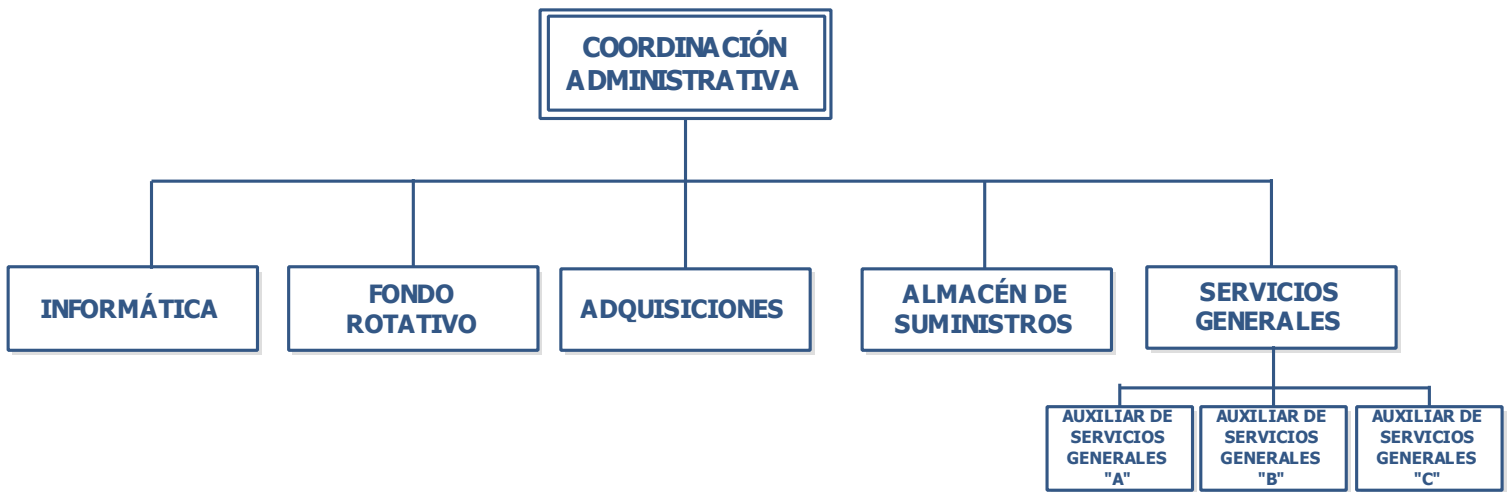 COORDINACIÓN
ADMINISTRATIVA
INFORMÁTICA
FONDO
ROTATIVO
ADQUISICIONES
ALMACÉN DE
SUMINISTROS
SERVICIOS
GENERALES
AUXILIAR DE
SERVICIOS
GENERALES
"A"
AUXILIAR DE
SERVICIOS
GENERALES
"B"
AUXILIAR DE
SERVICIOS
GENERALES
"C"